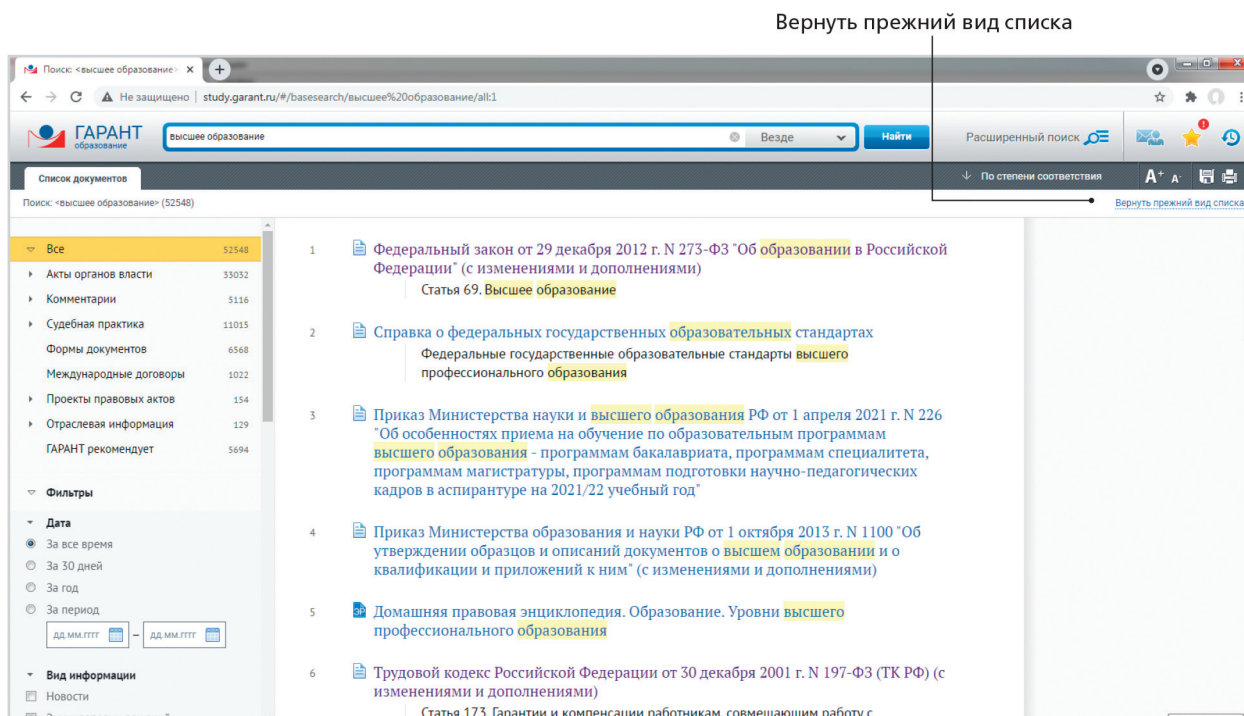 Вернуть прежний вид списка
Поиск: <высшее образование>
Не защищено | study.garant.ru/#/basesearch/высшее%20образование/all:1
ГАРАНТ
образование
высшее образование
Везде
Найти
Расширенный поиск
Список документов
По степени соответствия
A+ A-
Поиск: <высшее образование> (52548)
Вернуть прежний вид списка
Все 52548
Акты органов власти 33032
Комментарии 5116
Судебная практика 11015
Формы документов 6568
Международные договоры 1022
Проекты правовых актов 154
Отраслевая информация 129
ГАРАНТ рекомендует 5694
Фильтры
Дата
За все время
За 30 дней
За год
За период
дд.мм.гггг – дд.мм.гггг
Вид информации
Новости
1 Федеральный закон от 29 декабря 2012 г. N 273-ФЗ "Об образовании в Российской
Федерации" (с изменениями и дополнениями)
Статья 69. Высшее образование
2 Справка о федеральных государственных образовательных стандартах
Федеральные государственные образовательные стандарты высшего
профессионального образования
3 Приказ Министерства науки и высшего образования РФ от 1 апреля 2021 г. N 226
"Об особенностях приема на обучение по образовательным программам
высшего образования - программам бакалавриата, программам специалитета,
программам магистратуры, программам подготовки научно-педагогических
кадров в аспирантуре на 2021/22 учебный год"
4 Приказ Министерства образования и науки РФ от 1 октября 2013 г. N 1100 "Об
утверждении образцов и описаний документов о высшем образовании и о
квалификации и приложений к ним" (с изменениями и дополнениями)
5 ЭР Домашняя правовая энциклопедия. Образование. Уровни высшего
профессионального образования
6 Трудовой кодекс Российской Федерации от 30 декабря 2001 г. N 197-ФЗ (ТК РФ) (с
изменениями и дополнениями)
Статья 173. Гарантии и компенсации работникам, совмещающим работу с